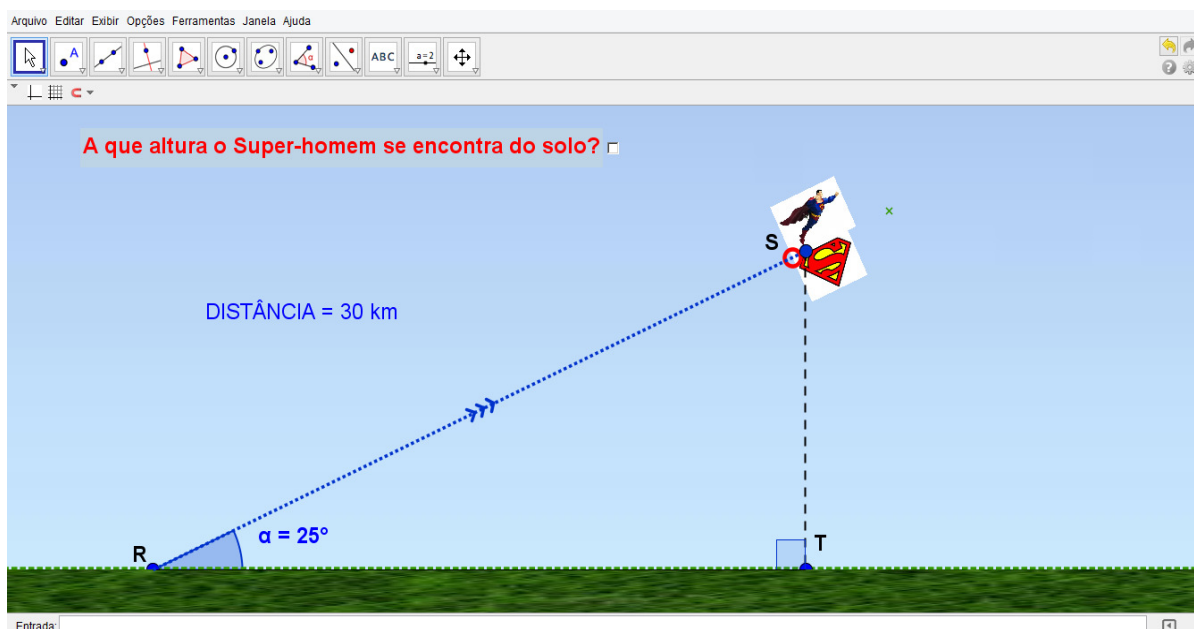 Arquivo Editar Exibir Opções Ferramentas Janela Ajuda
A ABC a=2
A que altura o Super-homem se encontra do solo?
S
S
DISTÂNCIA = 30 km
α = 25°
R
T
Entrada: